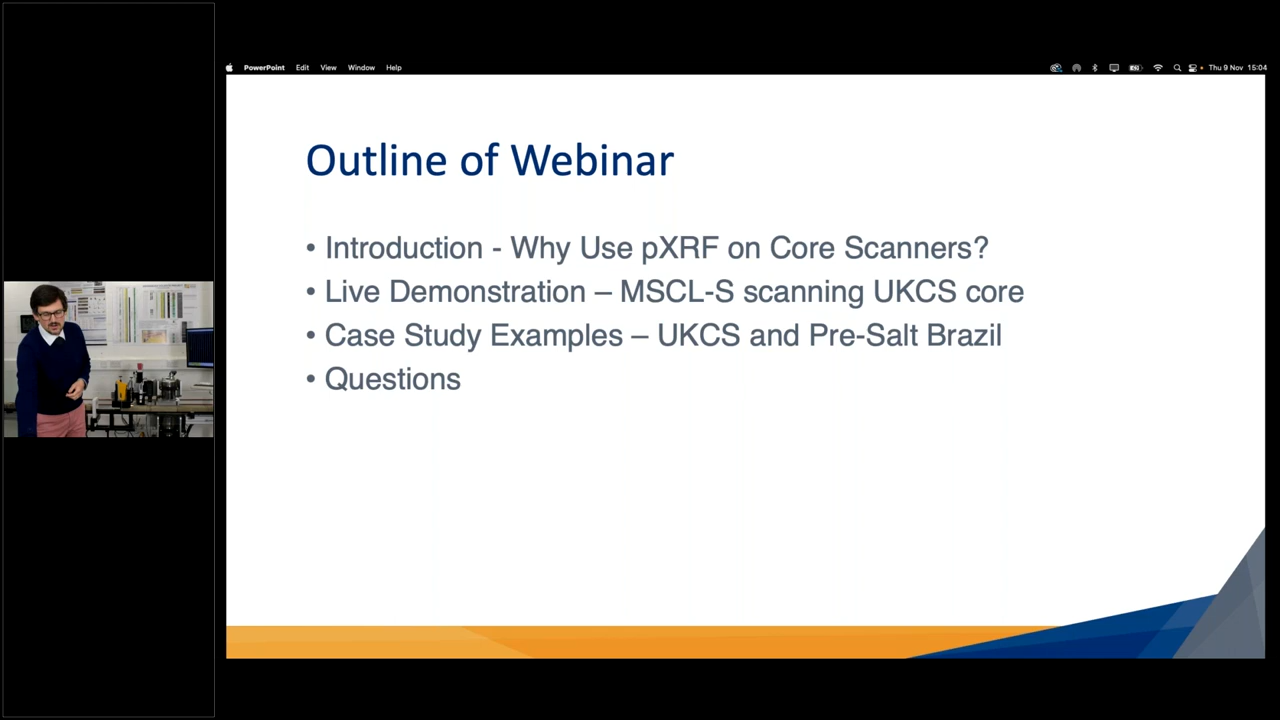 PowerPoint Edit View Window Help Thu 9 Nov 15:04
Outline of Webinar
• Introduction - Why Use pXRF on Core Scanners?
• Live Demonstration – MSCL-S scanning UKCS core
• Case Study Examples – UKCS and Pre-Salt Brazil
• Questions